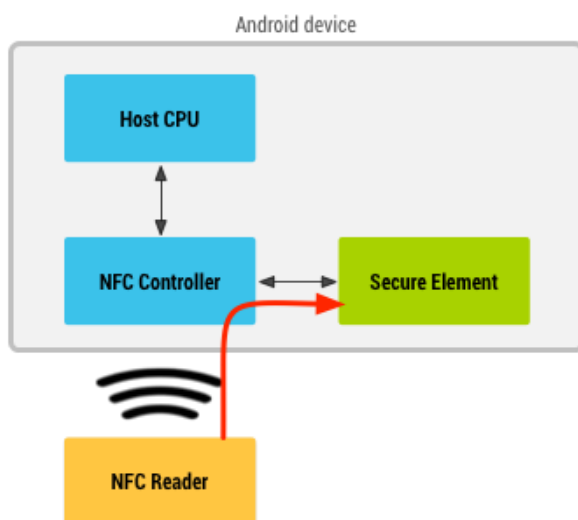 Android device
Host CPU
NFC Controller
Secure Element
NFC Reader